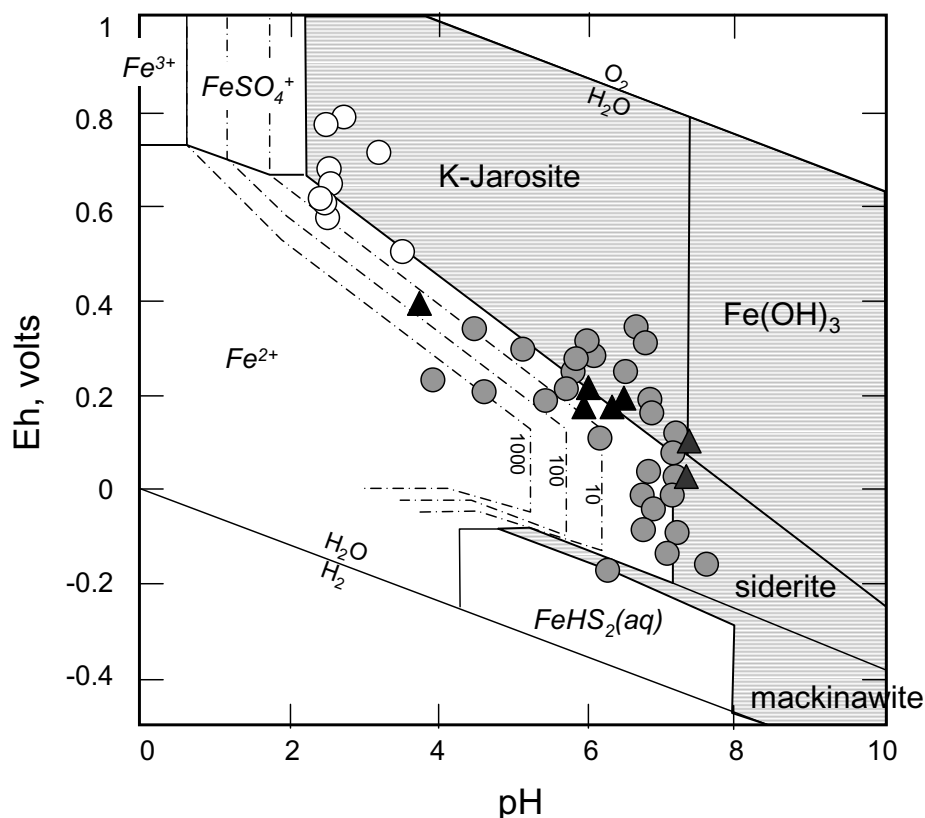 1
0.8
0.6
0.4
0.2
0
-0.2
-0.4
Eh, volts
Fe³⁺
FeSO₄⁺
O₂
H₂O
K-Jarosite
Fe(OH)₃
Fe²⁺
1000
100
10
H₂O
H₂
siderite
FeHS₂(aq)
mackinawite
0 2 4 6 8 10
pH